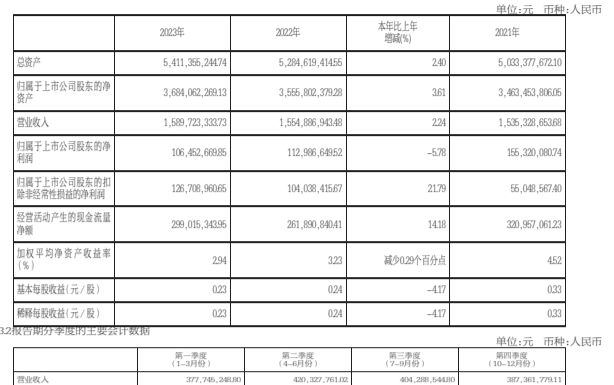 单位:元 币种:人民币
2023年 2022年 本年比上年增减(%) 2021年
总资产 5,411,355,244.74 5,284,619,414.55 2.40 5,033,377,672.10
归属于上市公司股东的净资产 3,684,062,269.13 3,555,802,379.28 3.61 3,463,453,806.05
营业收入 1,589,723,333.73 1,554,886,943.48 2.24 1,535,328,653.68
归属于上市公司股东的净利润 106,452,669.85 112,986,649.52 -5.78 155,320,080.74
归属于上市公司股东的扣除非经常性损益的净利润 126,708,960.65 104,038,415.67 21.79 55,048,567.40
经营活动产生的现金流量净额 299,015,343.95 261,890,840.41 14.18 320,957,061.23
加权平均净资产收益率(%) 2.94 3.23 减少0.29个百分点 4.52
基本每股收益(元/股) 0.23 0.24 -4.17 0.33
稀释每股收益(元/股) 0.23 0.24 -4.17 0.33
3.2报告期分季度的主要会计数据
单位:元 币种:人民币
第一季度 第二季度 第三季度 第四季度
(1-3月份) (4-6月份) (7-9月份) (10-12月份)
营业收入 377,745,248.80 420,327,761.02 404,288,544.80 387,361,779.11